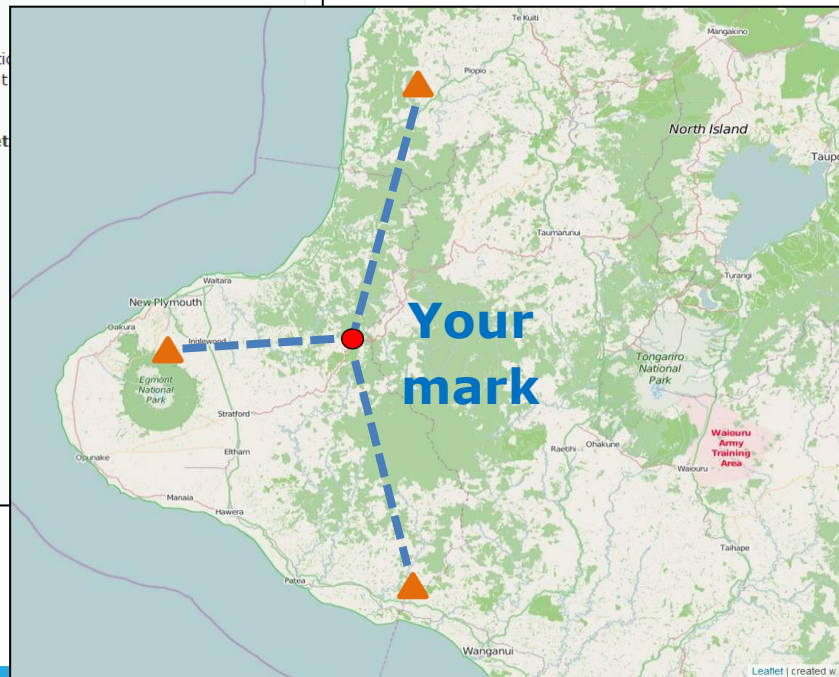 Te Kuiti
Mangakino
Piopio
North Island
Taupo
Taumarunui
Turangi
Waitara
New Plymouth
Oakura
Inglewood
Your
mark
Egmont
National
Park
Tongariro
National
Park
Stratford
Eltham
Opunake
Manaia
Hawera
Raetihi
Ohakune
Waiouru
Army
Training
Area
Waiouru
Taihape
Patea
Wanganui
Leaflet | created w